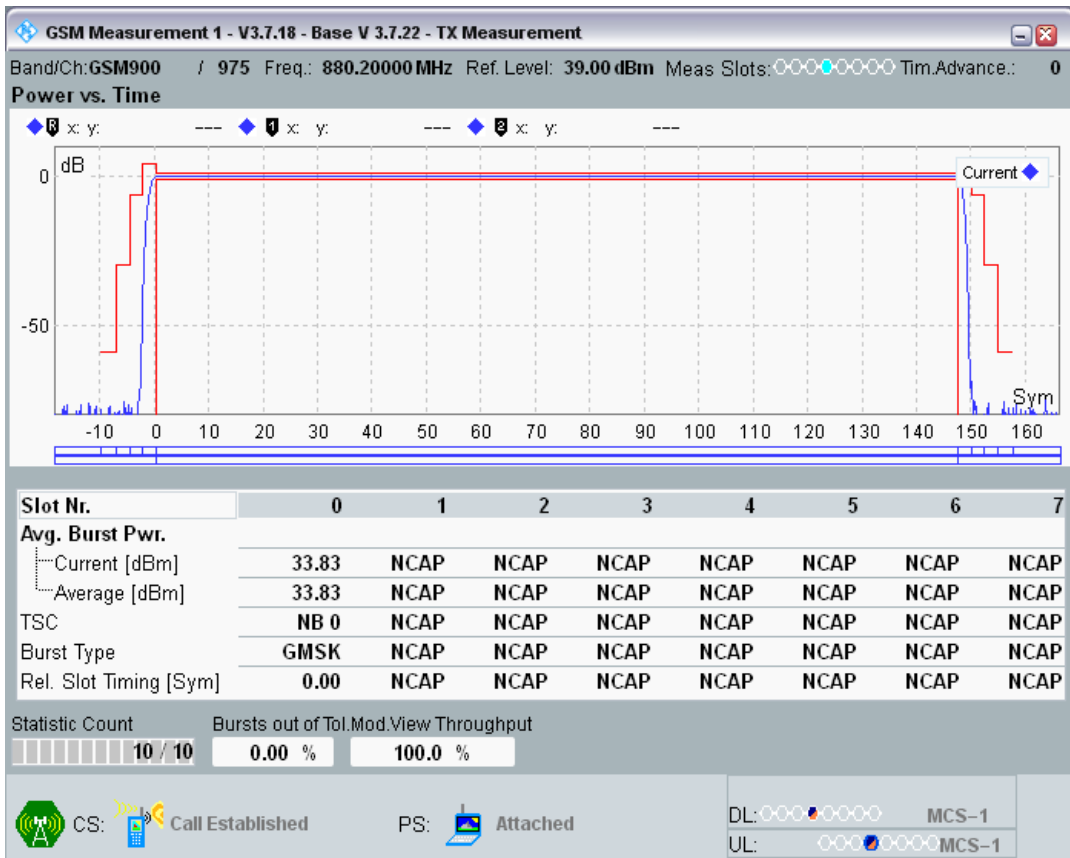 GSM Measurement 1 - V3.7.18 - Base V 3.7.22 - TX Measurement
Band/Ch:GSM900 / 975 Freq.: 880.20000 MHz Ref. Level: 39.00 dBm Meas Slots: Tim.Advance.: 0
Power vs. Time
R x: y: --- 1 x: y: --- 2 x: y: ---
dB
Current
0
-50
Sym
-10 0 10 20 30 40 50 60 70 80 90 100 110 120 130 140 150 160
Slot Nr. 0 1 2 3 4 5 6 7
Avg. Burst Pwr.
Current [dBm] 33.83 NCAP NCAP NCAP NCAP NCAP NCAP NCAP
Average [dBm] 33.83 NCAP NCAP NCAP NCAP NCAP NCAP NCAP
TSC NB 0 NCAP NCAP NCAP NCAP NCAP NCAP NCAP
Burst Type GMSK NCAP NCAP NCAP NCAP NCAP NCAP NCAP
Rel. Slot Timing [Sym] 0.00 NCAP NCAP NCAP NCAP NCAP NCAP NCAP
Statistic Count Bursts out of Tol.Mod.View Throughput
10 / 10 0.00 % 100.0 %
CS: Call Established PS: Attached
DL: MCS-1
UL: MCS-1